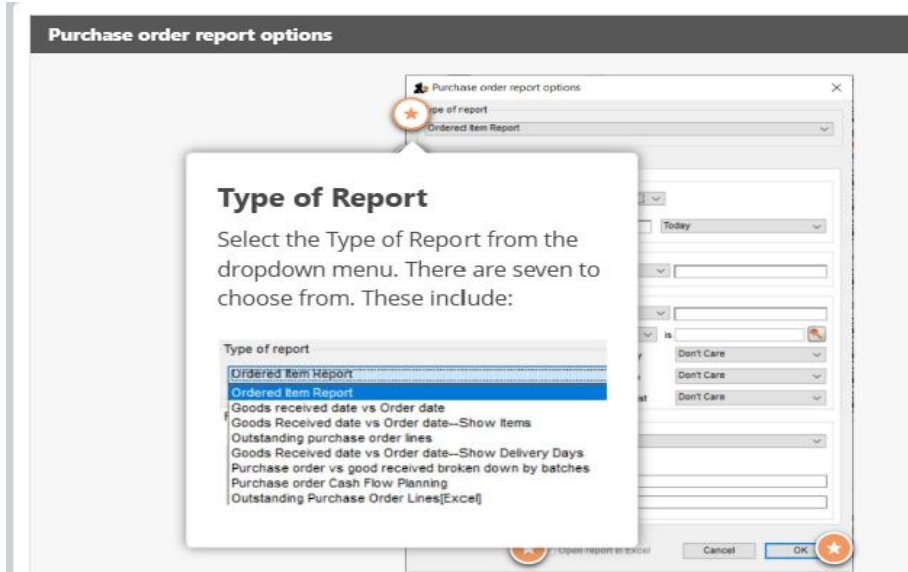 Purchase order report options
Purchase order report options
pe of report
Ordered Item Report
Type of Report
Select the Type of Report from the
dropdown menu. There are seven to
choose from. These include:
Today
is
Don't Care
Don't Care
Don't Care
Type of report
Ordered Item Report
Ordered Item Report
Goods received date vs Order date
Goods Received date vs Order date--Show Items
Outstanding purchase order lines
Goods Received date vs Order date--Show Delivery Days
Purchase order vs good received broken down by batches
Purchase order Cash Flow Planning
Outstanding Purchase Order Lines[Excel]
Open report in Excel
Cancel
OK